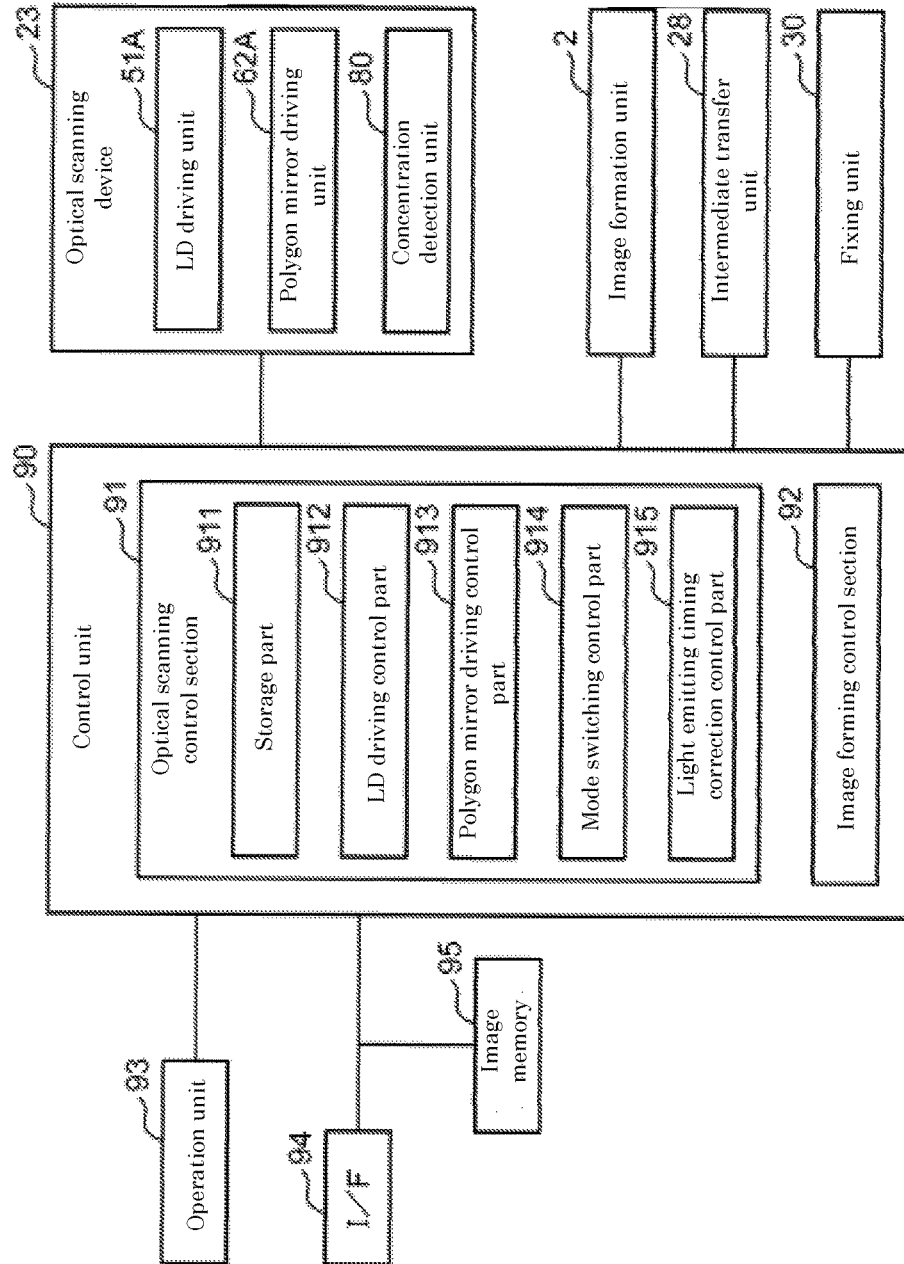 93
Operation unit
94
I/F
95
Image
memory
90
Control unit
91
Optical scanning
control section
911
Storage part
912
LD driving control part
913
Polygon mirror driving control
part
914
Mode switching control part
915
Light emitting timing
correction control part
92
Image forming control section
23
Optical scanning
device
51A
LD driving unit
62A
Polygon mirror driving
unit
80
Concentration
detection unit
2
Image formation unit
28
Intermediate transfer
unit
30
Fixing unit